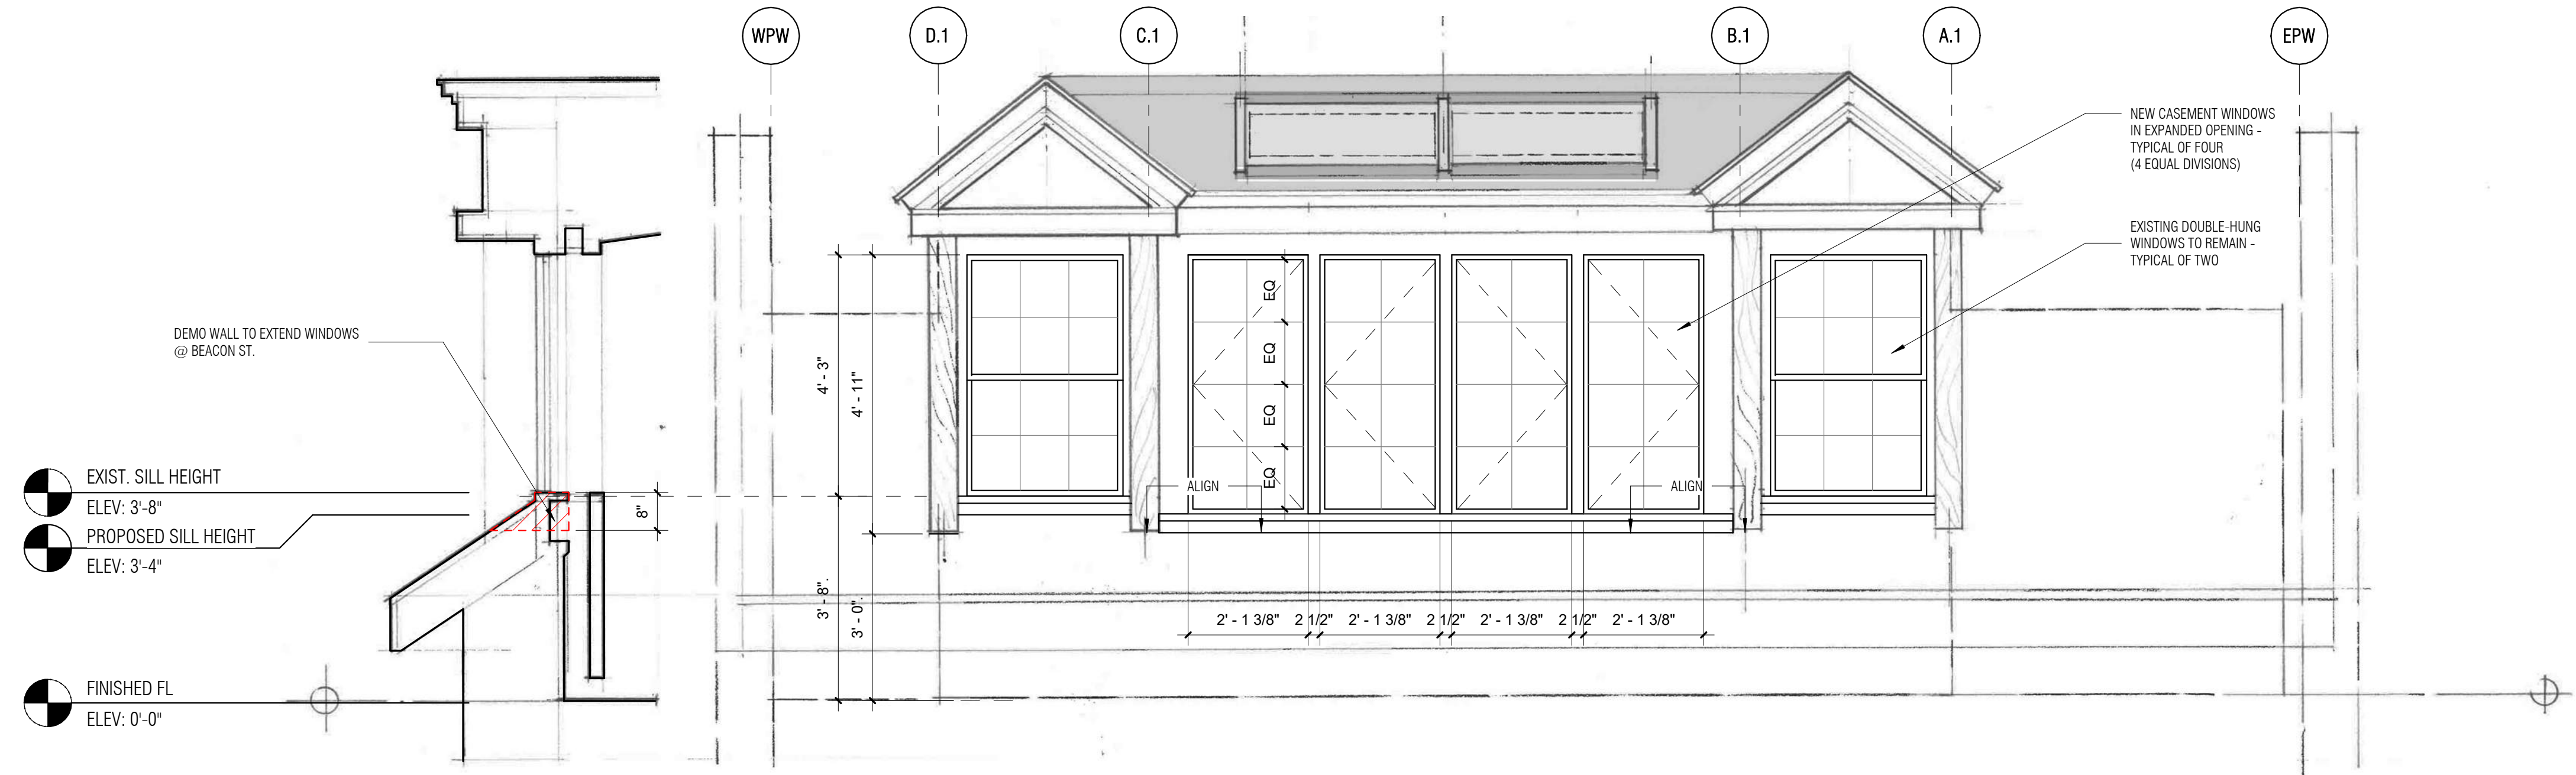 WPW
D.1
C.1
B.1
A.1
EPW
NEW CASEMENT WINDOWS
IN EXPANDED OPENING -
TYPICAL OF FOUR
(4 EQUAL DIVISIONS)
EXISTING DOUBLE-HUNG
WINDOWS TO REMAIN -
TYPICAL OF TWO
DEMO WALL TO EXTEND WINDOWS
@ BEACON ST.
EXIST. SILL HEIGHT
ELEV: 3'-8"
PROPOSED SILL HEIGHT
ELEV: 3'-4"
FINISHED FL
ELEV: 0'-0"
8"
4' - 3"
4' - 11"
3' - 8".
3' - 0".
EQ
EQ
EQ
EQ
ALIGN
ALIGN
2' - 1 3/8" 2 1/2" 2' - 1 3/8" 2 1/2" 2' - 1 3/8" 2 1/2" 2' - 1 3/8"